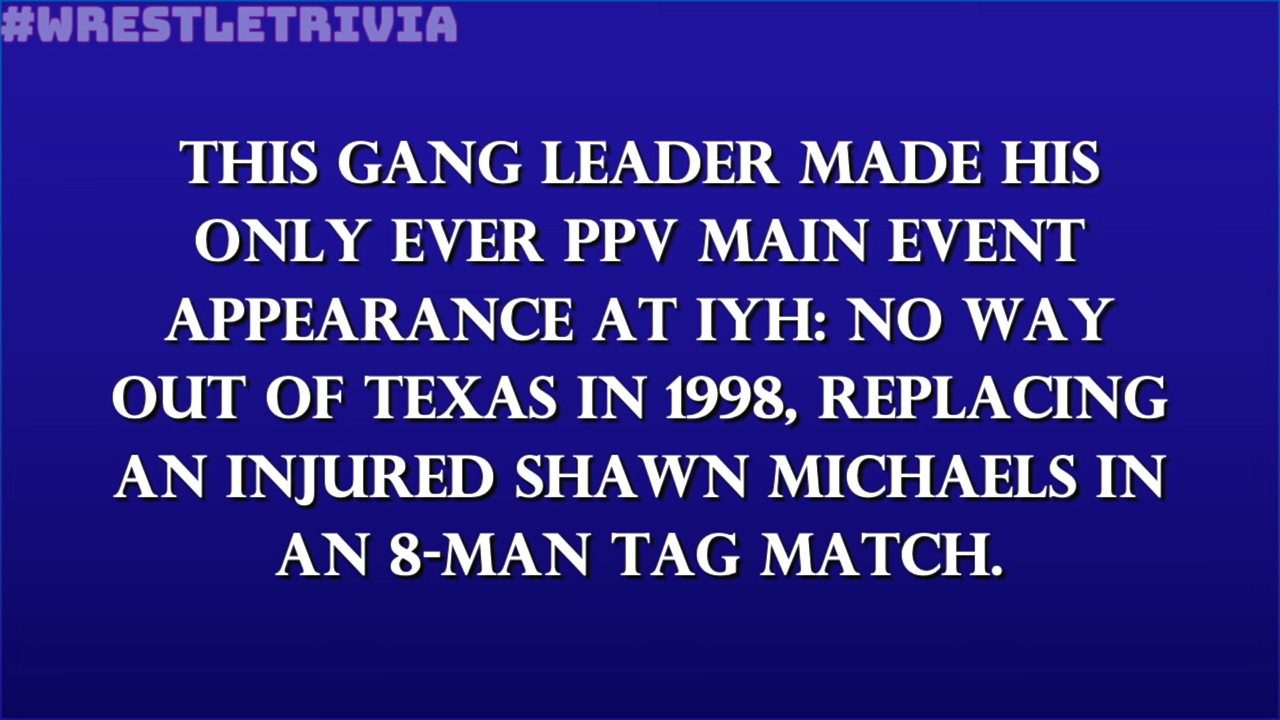 #WRESTLETRIVIA
THIS GANG LEADER MADE HIS
ONLY EVER PPV MAIN EVENT
APPEARANCE AT IYH: NO WAY
OUT OF TEXAS IN 1998, REPLACING
AN INJURED SHAWN MICHAELS IN
AN 8-MAN TAG MATCH.